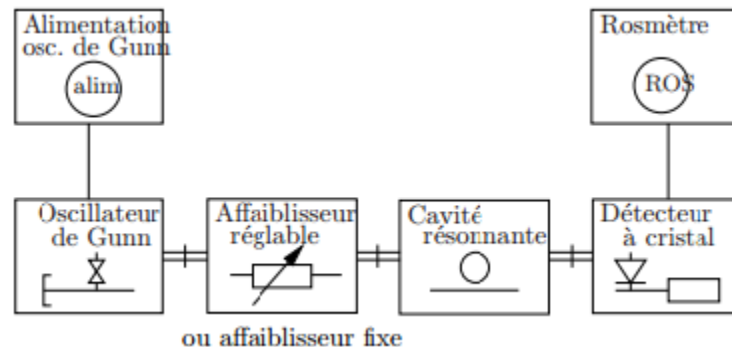 Alimentation
osc. de Gunn
alim
Rosmètre
ROS
Oscillateur
de Gunn
Affaiblisseur
réglable
Cavité
résonnante
Détecteur
à cristal
ou affaiblisseur fixe